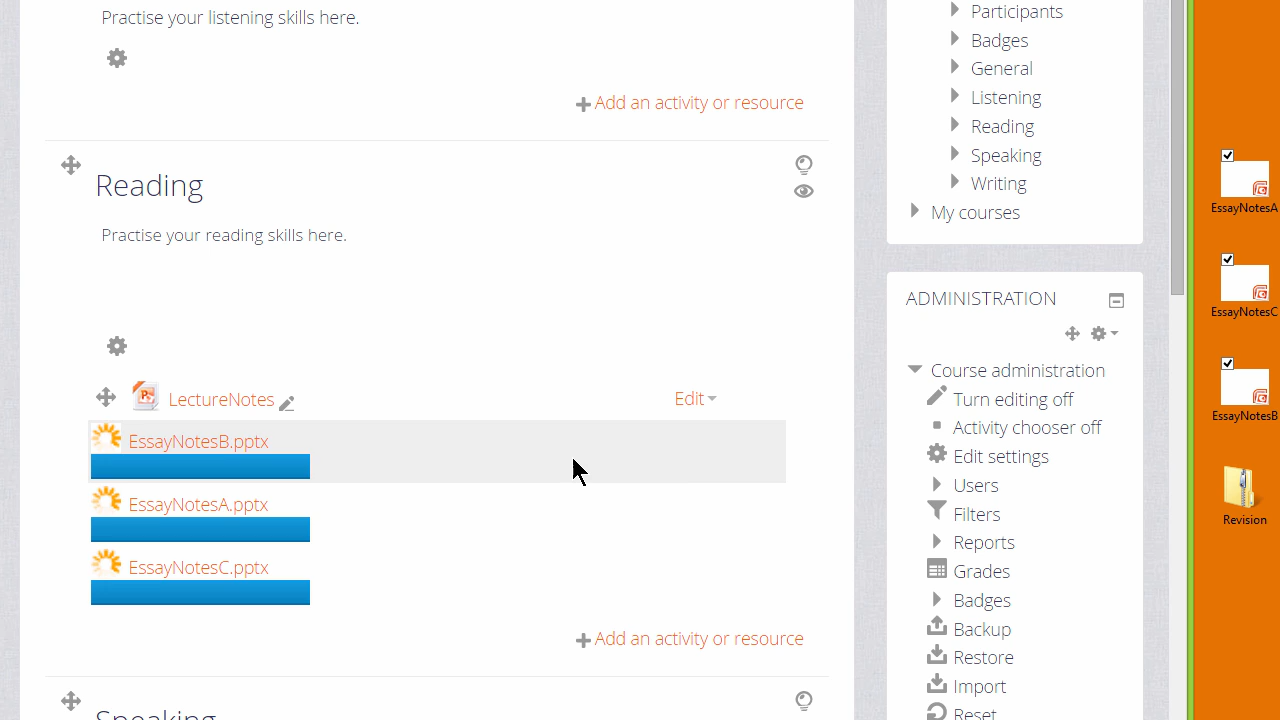 Practise your listening skills here.
Add an activity or resource
Reading
Practise your reading skills here.
LectureNotes
Edit
EssayNotesB.pptx
EssayNotesA.pptx
EssayNotesC.pptx
Add an activity or resource
Speaking
Participants
Badges
General
Listening
Reading
Speaking
Writing
My courses
ADMINISTRATION
Course administration
Turn editing off
Activity chooser off
Edit settings
Users
Filters
Reports
Grades
Badges
Backup
Restore
Import
Reset
EssayNotesA
EssayNotesC
EssayNotesB
Revision